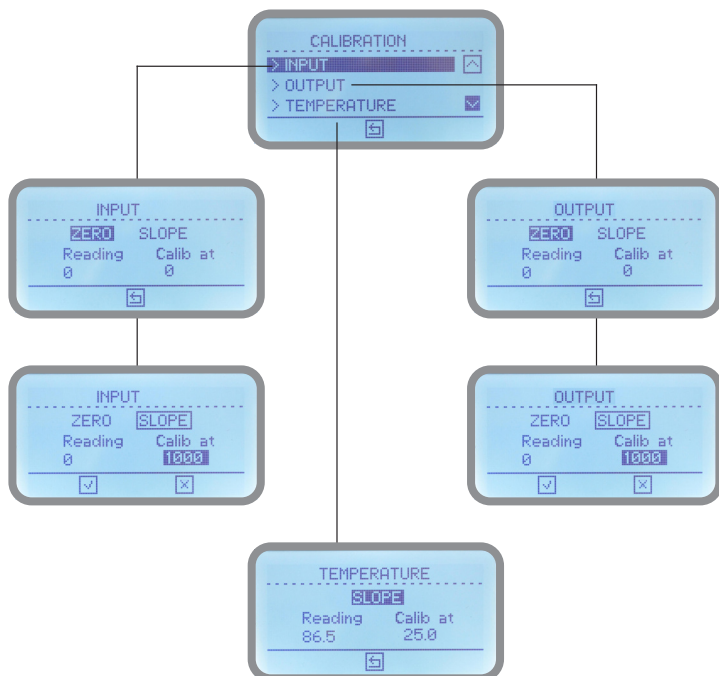 CALIBRATION
> INPUT
> OUTPUT
> TEMPERATURE
INPUT
ZERO SLOPE
Reading Calib at
0 0
OUTPUT
ZERO SLOPE
Reading Calib at
0 0
INPUT
ZERO SLOPE
Reading Calib at
0 1000
OUTPUT
ZERO SLOPE
Reading Calib at
0 1000
TEMPERATURE
SLOPE
Reading Calib at
86.5 25.0